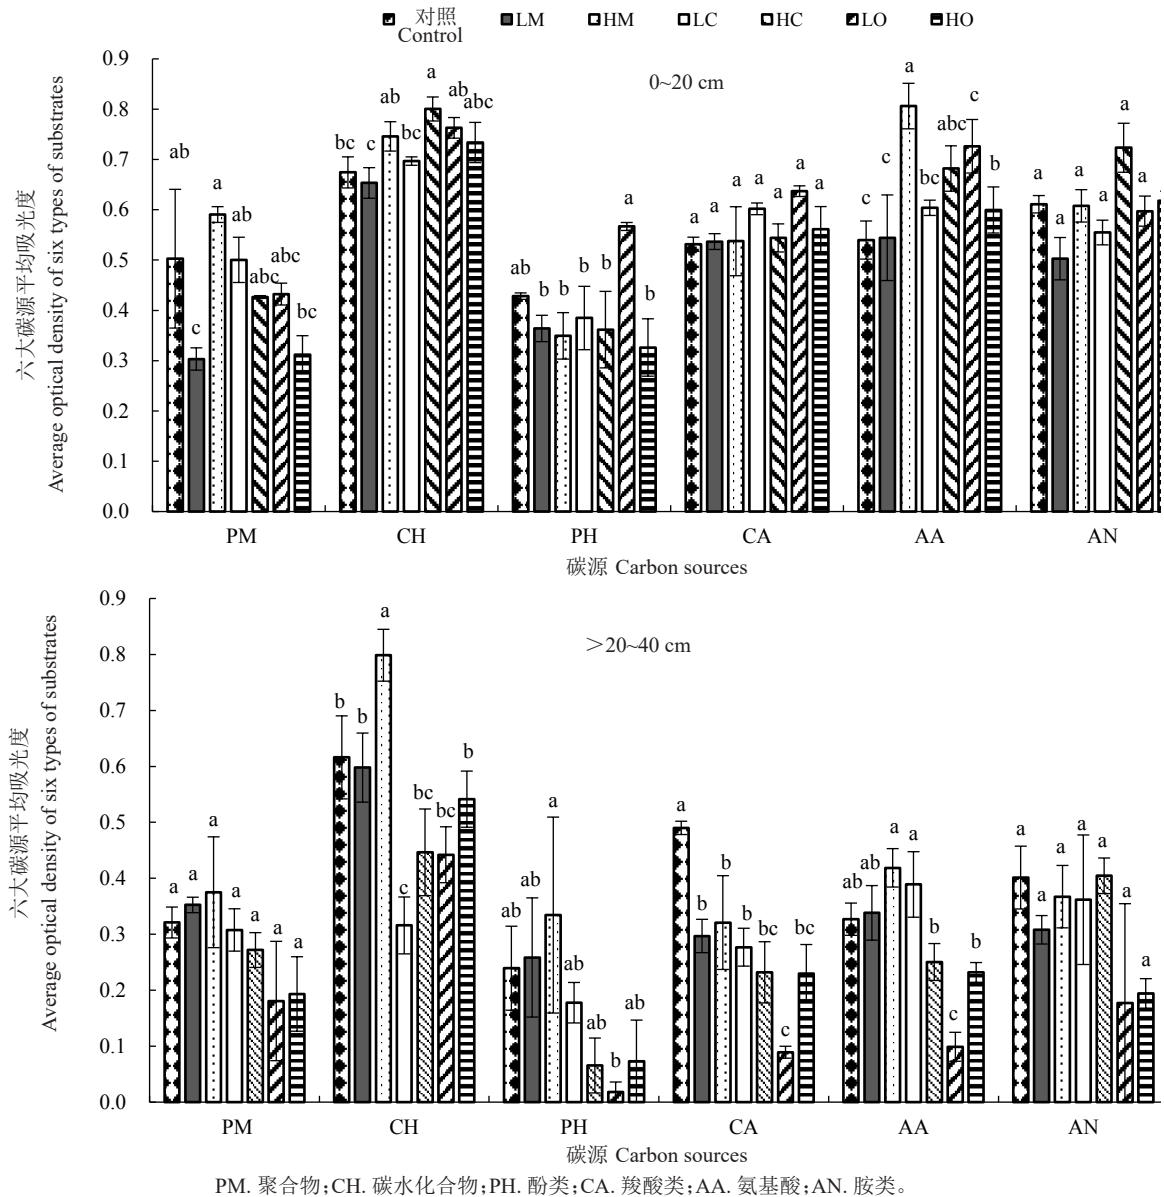 对照 Control LM HM LC HC LO HO
0~20 cm
六大碳源平均吸光度
Average optical density of six types of substrates
0.9
0.8
0.7
0.6
0.5
0.4
0.3
0.2
0.1
0.0
ab c a ab abc abc bc
bc c ab bc a ab abc
ab b b b b a b
a a a a a a a
c c a bc abc c b
a a a a a a
PM CH PH CA AA AN
碳源 Carbon sources
>20~40 cm
六大碳源平均吸光度
Average optical density of six types of substrates
0.9
0.8
0.7
0.6
0.5
0.4
0.3
0.2
0.1
0.0
a a a a a a a
b b a c bc bc b
ab ab a ab ab b ab
a b b b bc c bc
ab ab a a b c b
a a a a a a a
PM CH PH CA AA AN
碳源 Carbon sources
PM. 聚合物;CH. 碳水化合物;PH. 酚类;CA. 羧酸类;AA. 氨基酸;AN. 胺类。